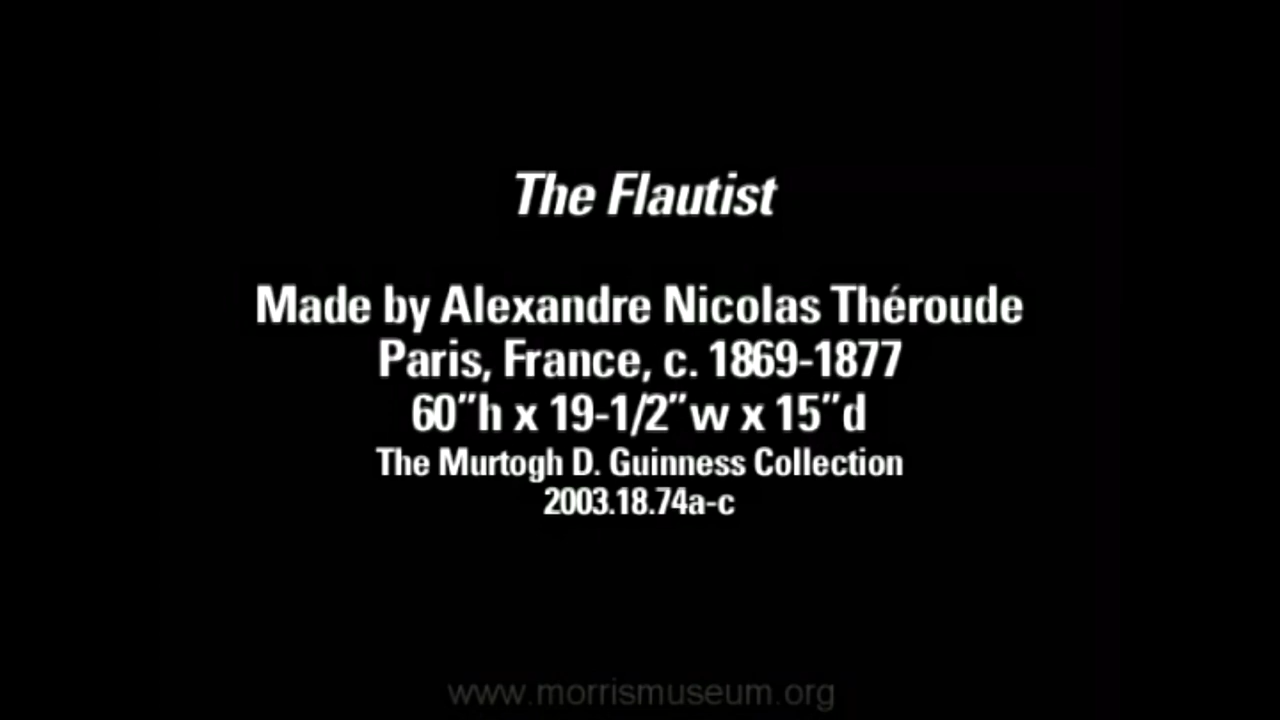 The Flautist
Made by Alexandre Nicolas Théroude
Paris, France, c. 1869-1877
60"h x 19-1/2"w x 15"d
The Murtogh D. Guinness Collection
2003.18.74a-c
www.morrismuseum.org